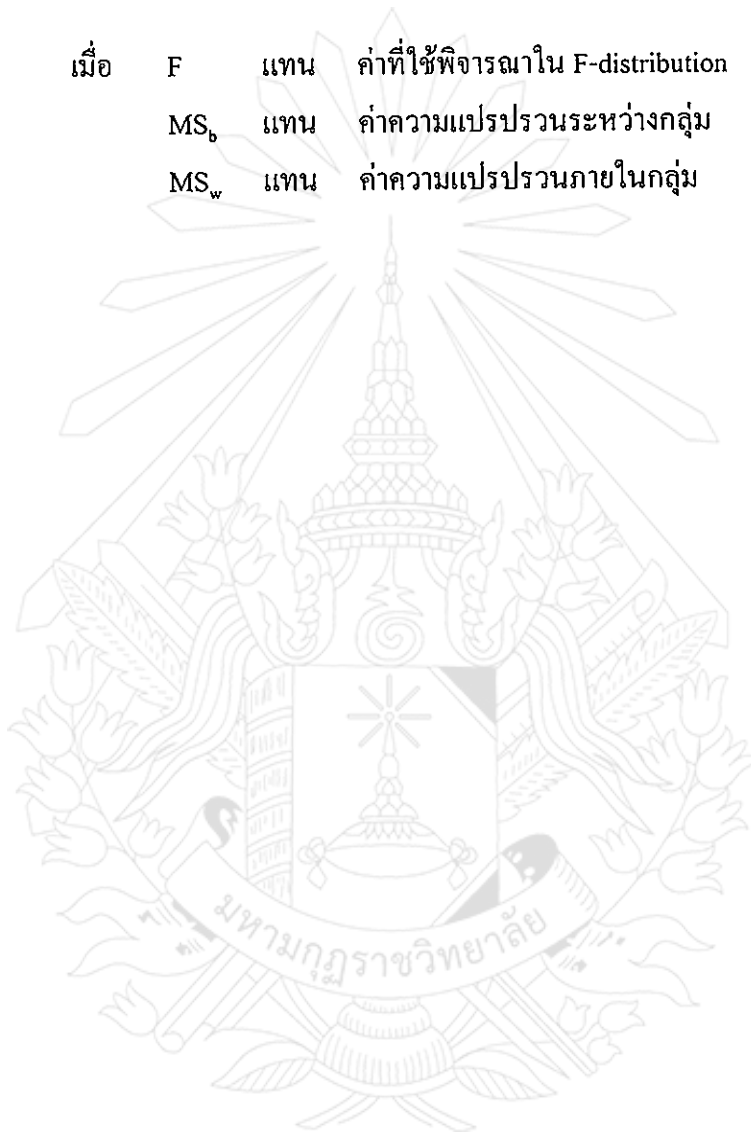 เมื่อ F แทน ค่าที่ใช้พิจารณาใน F-distribution
MS_b แทน ค่าความแปรปรวนระหว่างกลุ่ม
MS_w แทน ค่าความแปรปรวนภายในกลุ่ม
มหามกุฏราชวิทยาลัย